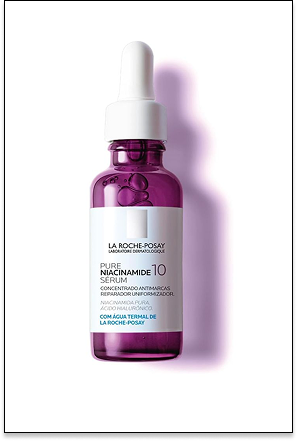 LA ROCHE-POSAY
LABORATOIRE DERMATOLOGIQUE
PURE
NIACINAMIDE 10
SERUM
CONCENTRADO ANTIMARCAS
REPARADOR UNIFORMIZADOR.
NIACINAMIDA PURA.
ÁCIDO HIALURÔNICO
COM ÁGUA TERMAL DE
LA ROCHE-POSAY